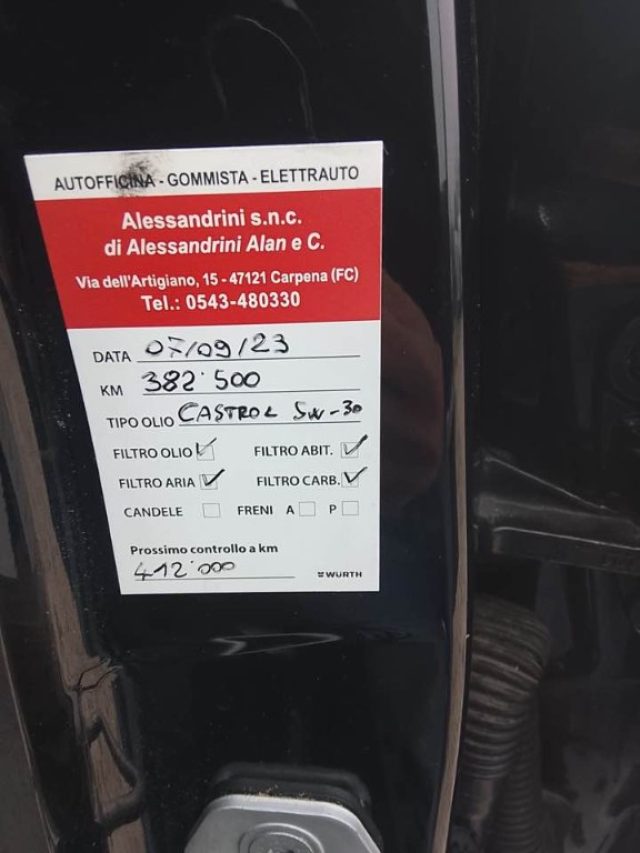 AUTOFFICINA - GOMMISTA - ELETTRAUTO
Alessandrini s.n.c.
di Alessandrini Alan e C.
Via dell'Artigiano, 15 - 47121 Carpena (FC)
Tel.: 0543-480330
DATA 07/09/23
KM 382'500
TIPO OLIO CASTROL 5W-30
FILTRO OLIO FILTRO ABIT.
FILTRO ARIA FILTRO CARB.
CANDELE FRENI A P
Prossimo controllo a km
412'000 WÜRTH